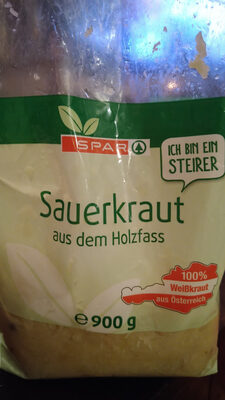 SPAR
ICH BIN EIN
STEIRER
Sauerkraut
aus dem Holzfass
100%
Weißkraut
aus Österreich
℮ 900 g